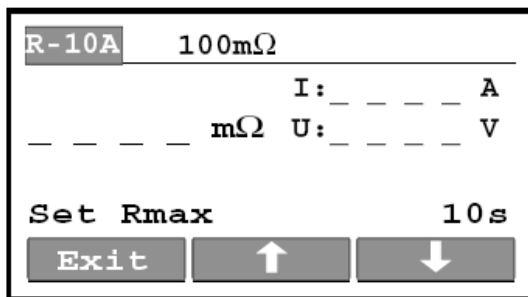 R-10A 100mΩ
I:_ _ _ _ A
_ _ _ _ mΩ U:_ _ _ _ V
Set Rmax 10s
Exit ↑ ↓